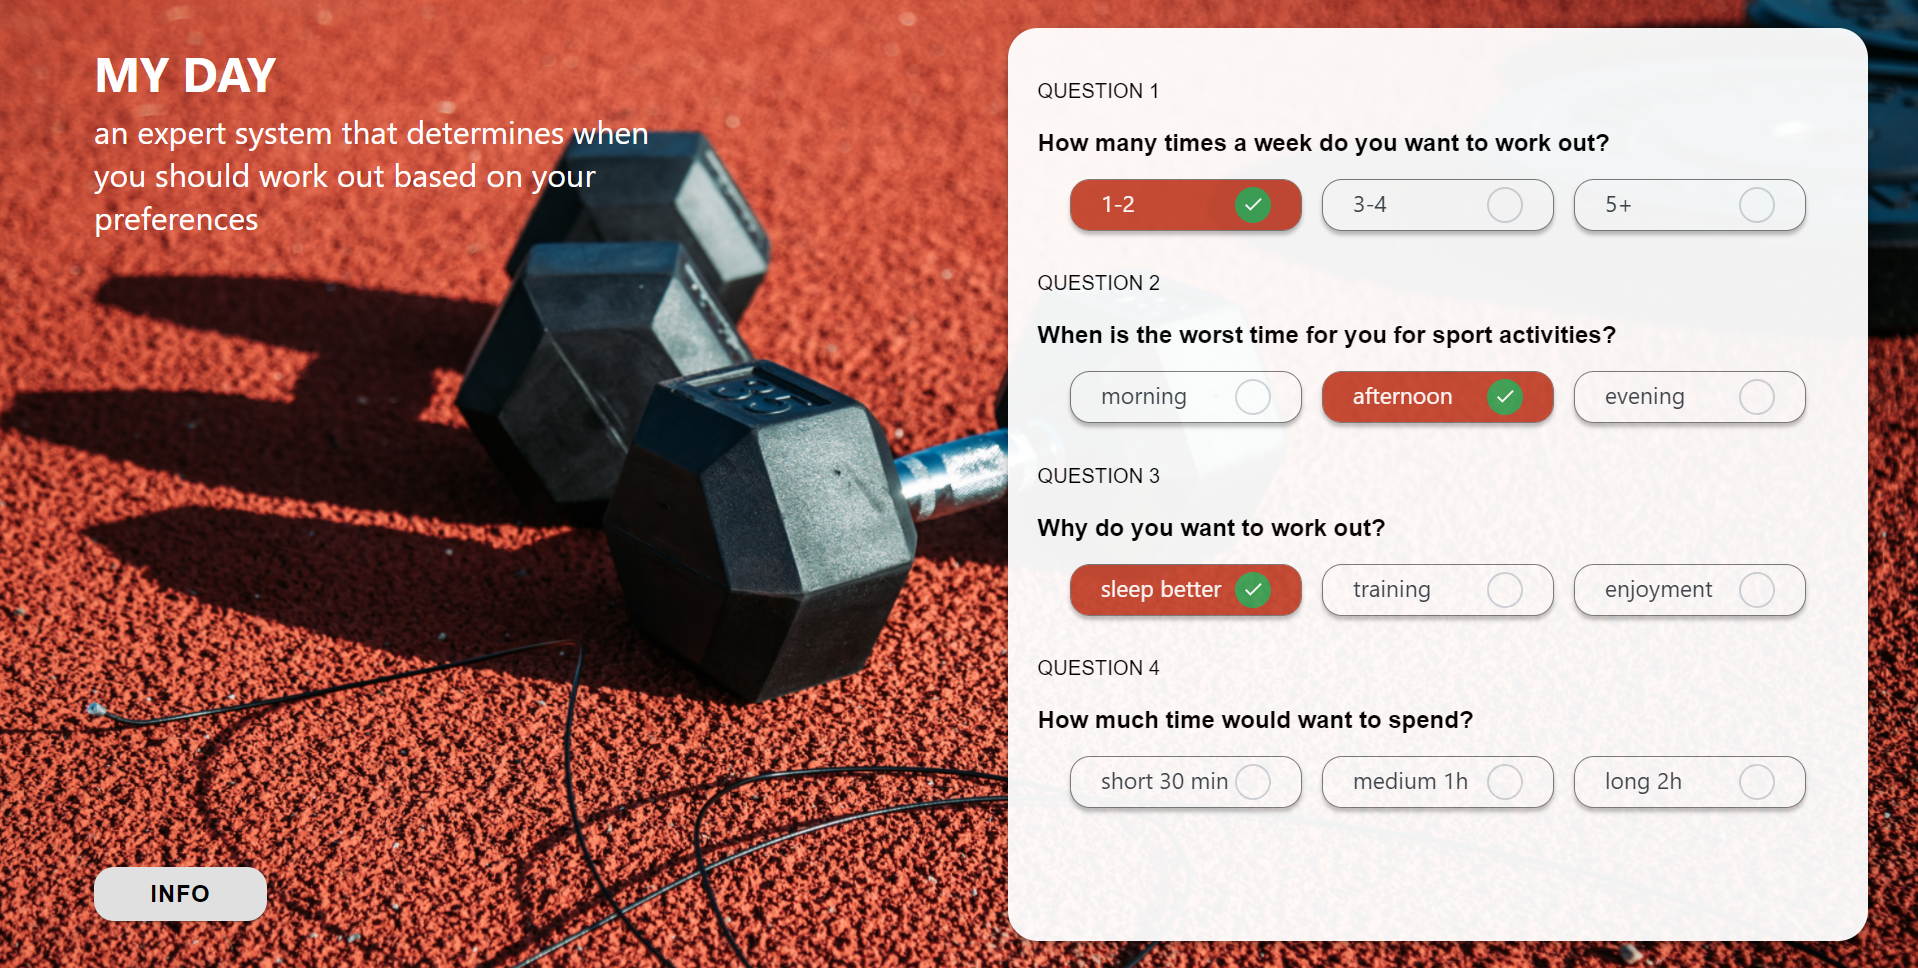 MY DAY
an expert system that determines when
you should work out based on your
preferences
INFO
QUESTION 1
How many times a week do you want to work out?
1-2 3-4 5+
QUESTION 2
When is the worst time for you for sport activities?
morning afternoon evening
QUESTION 3
Why do you want to work out?
sleep better training enjoyment
QUESTION 4
How much time would want to spend?
short 30 min medium 1h long 2h
35